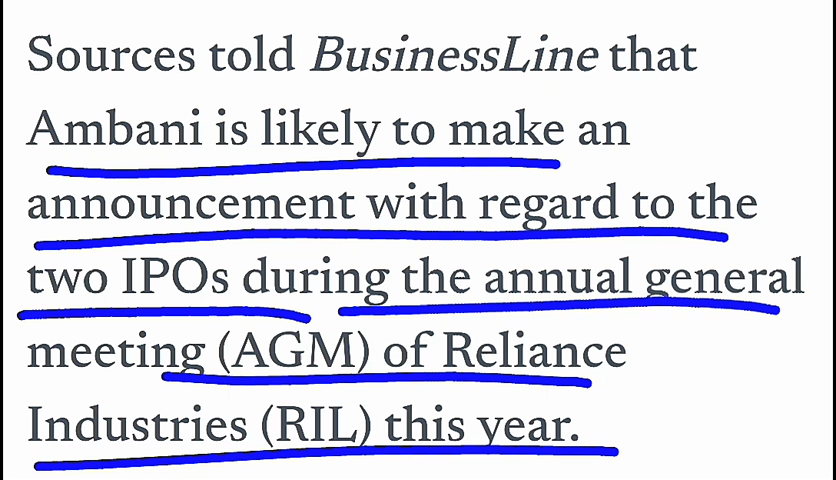 Sources told BusinessLine that
Ambani is likely to make an
announcement with regard to the
two IPOs during the annual general
meeting (AGM) of Reliance
Industries (RIL) this year.